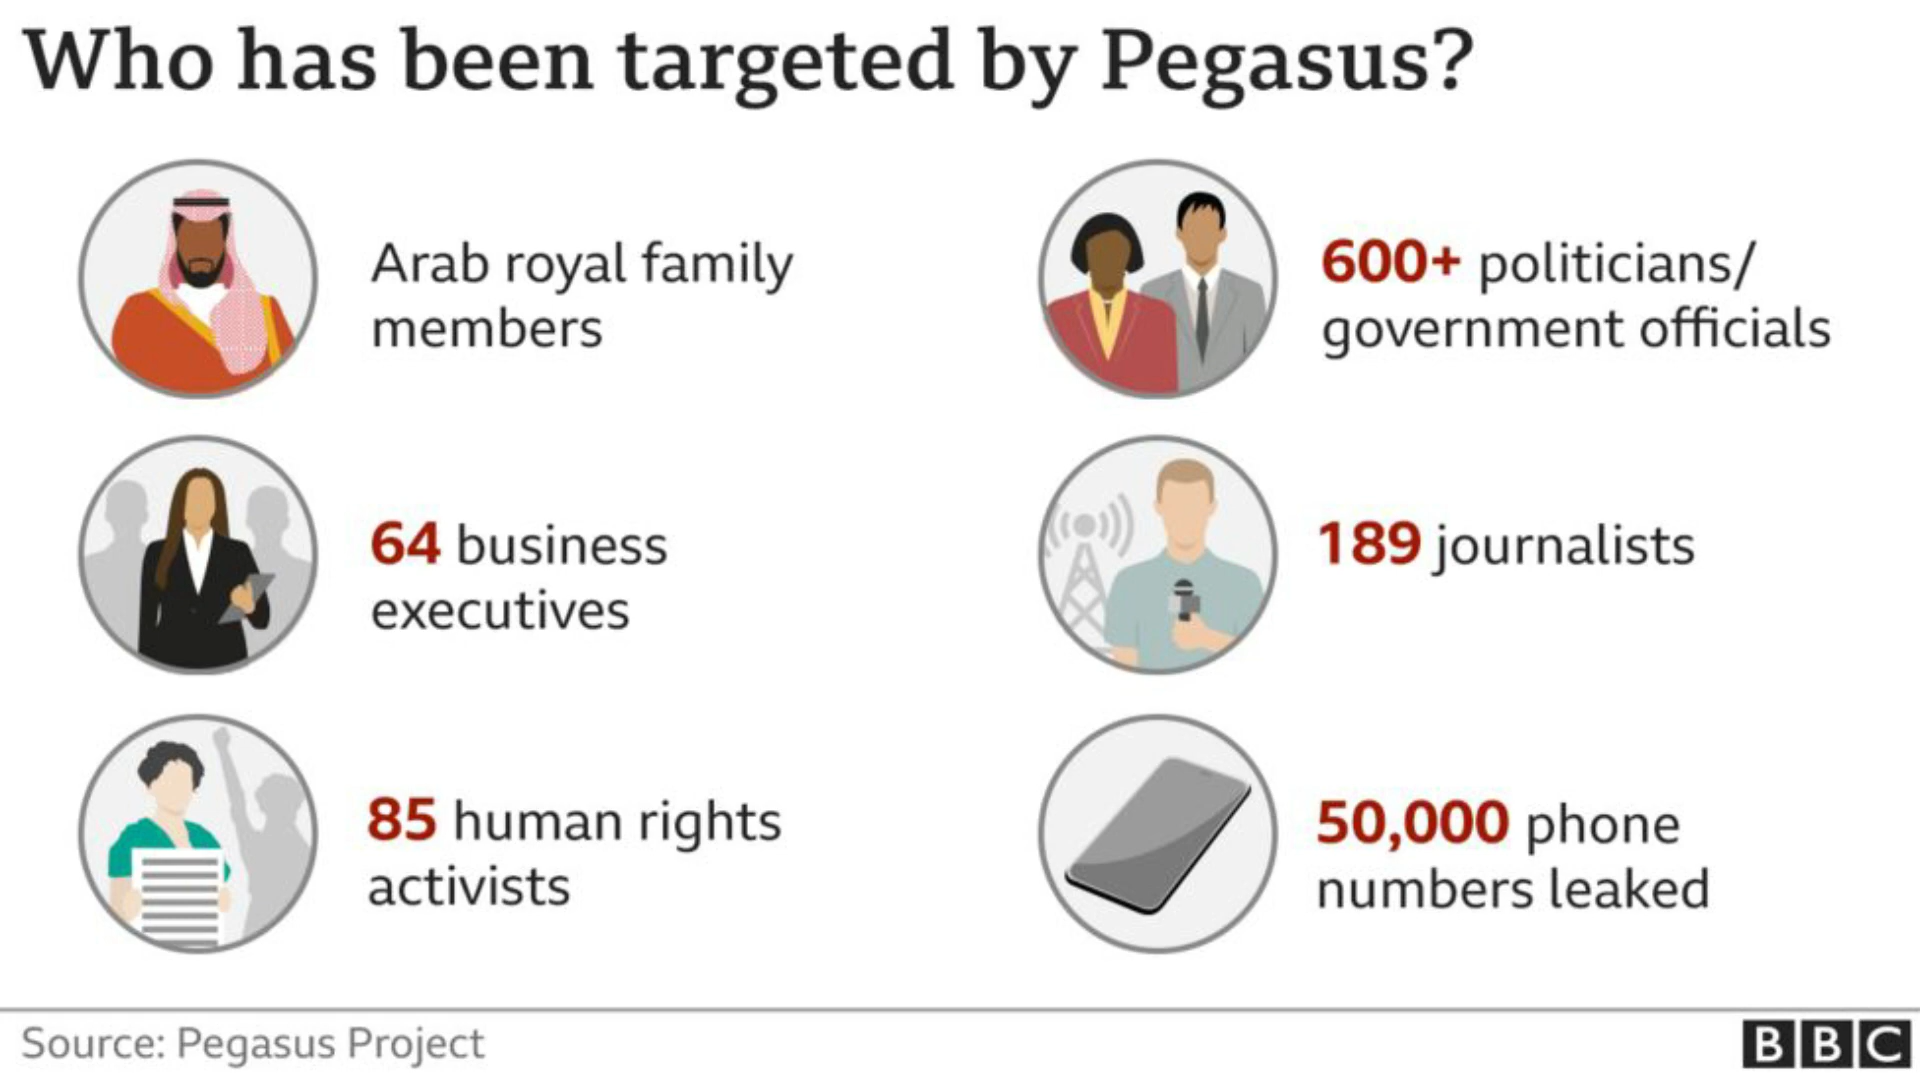 Who has been targeted by Pegasus?
Arab royal family
members
600+ politicians/
government officials
64 business
executives
189 journalists
85 human rights
activists
50,000 phone
numbers leaked
Source: Pegasus Project
BBC